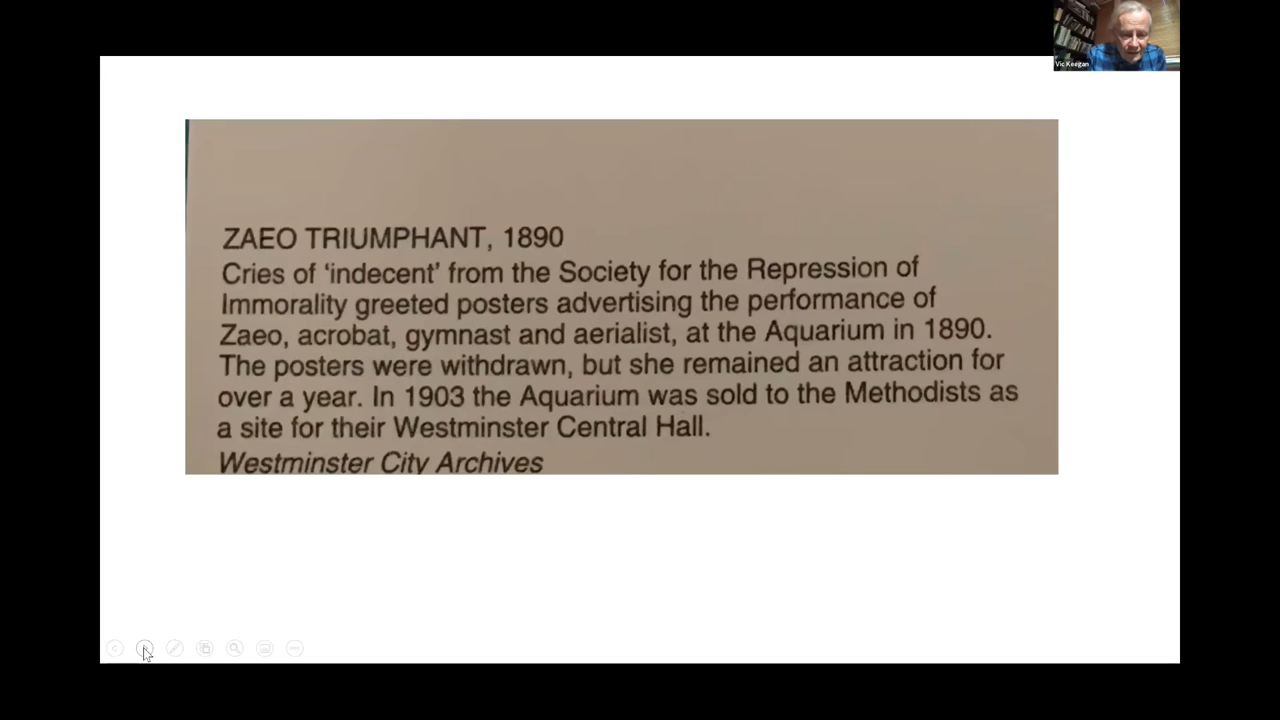 Vic Keegan
ZAEO TRIUMPHANT, 1890
Cries of ‘indecent’ from the Society for the Repression of
Immorality greeted posters advertising the performance of
Zaeo, acrobat, gymnast and aerialist, at the Aquarium in 1890.
The posters were withdrawn, but she remained an attraction for
over a year. In 1903 the Aquarium was sold to the Methodists as
a site for their Westminster Central Hall.
Westminster City Archives